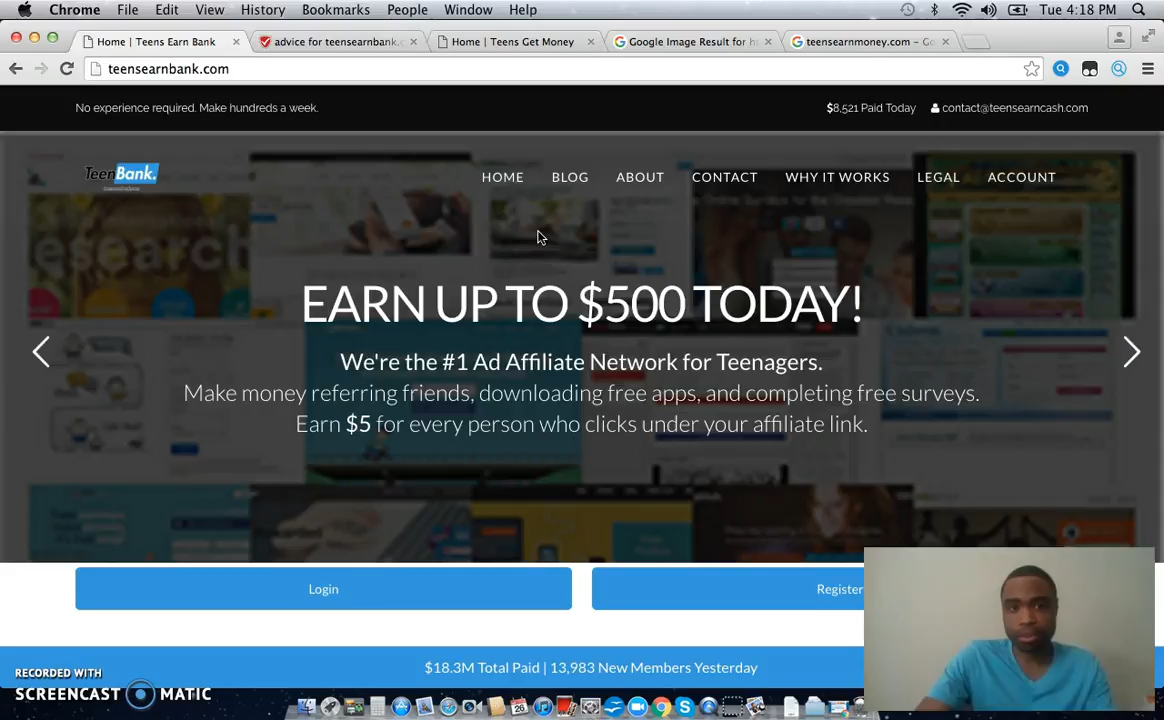 Chrome File Edit View History Bookmarks People Window Help Tue 4:18 PM
Home | Teens Earn Bank advice for teensearnbank.c Home | Teens Get Money Google Image Result for h teensearnmoney.com - Go
teensearnbank.com
No experience required. Make hundreds a week. $8,521 Paid Today contact@teensearncash.com
TeenBank.
HOME BLOG ABOUT CONTACT WHY IT WORKS LEGAL ACCOUNT
EARN UP TO $500 TODAY!
We're the #1 Ad Affiliate Network for Teenagers.
Make money referring friends, downloading free apps, and completing free surveys.
Earn $5 for every person who clicks under your affiliate link.
Login Register
$18.3M Total Paid | 13,983 New Members Yesterday
RECORDED WITH
SCREENCAST MATIC